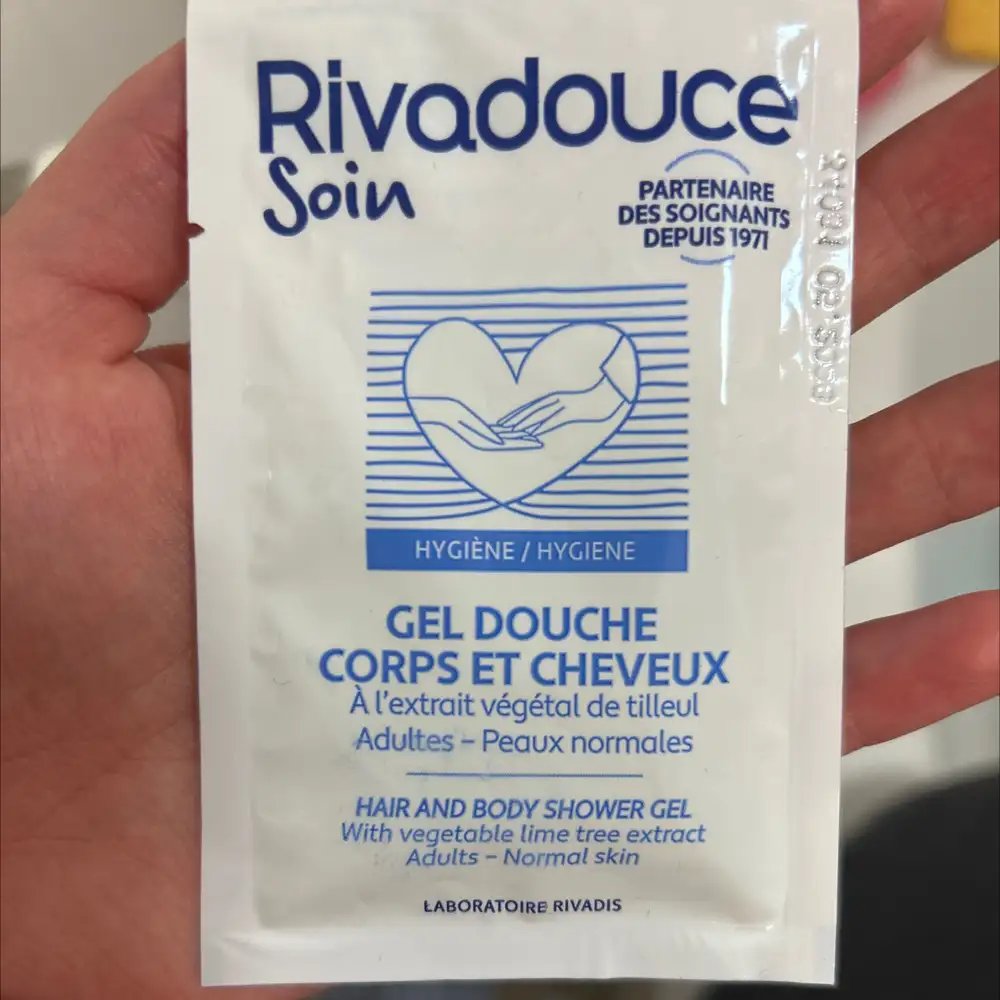 Rivadouce
Soin
PARTENAIRE
DES SOIGNANTS
DEPUIS 1971
HYGIÈNE / HYGIENE
GEL DOUCHE
CORPS ET CHEVEUX
À l'extrait végétal de tilleul
Adultes – Peaux normales
HAIR AND BODY SHOWER GEL
With vegetable lime tree extract
Adults – Normal skin
LABORATOIRE RIVADIS